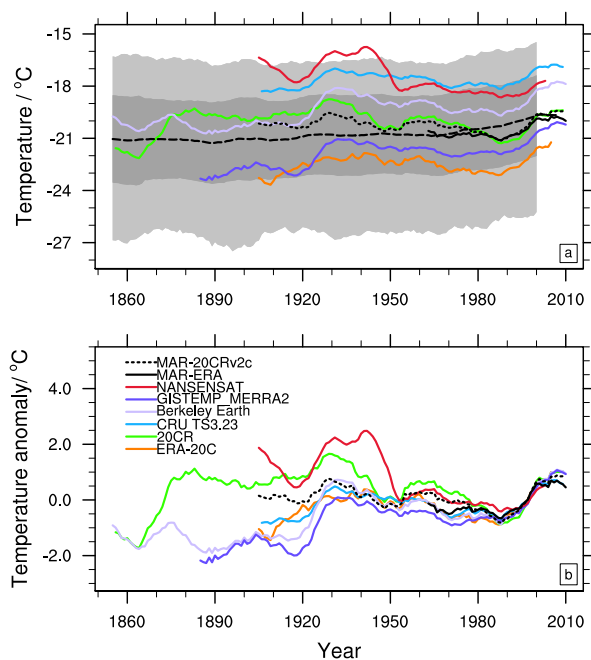 -15
-18
-21
-24
-27
Temperature / °C
a
1860 1890 1920 1950 1980 2010
4.0
2.0
0.0
-2.0
Temperature anomaly/ °C
MAR-20CRv2c
MAR-ERA
NANSENSAT
GISTEMP_MERRA2
Berkeley Earth
CRU TS3.23
20CR
ERA-20C
b
1860 1890 1920 1950 1980 2010
Year